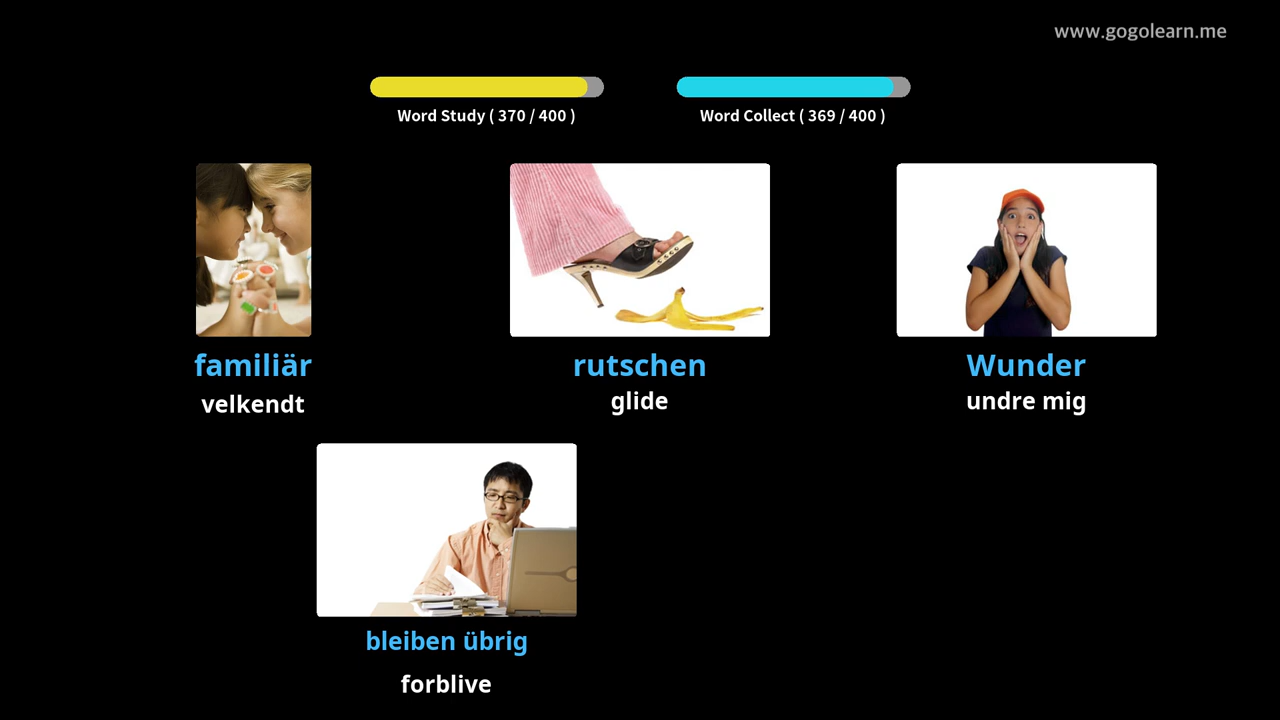 www.gogolearn.me
Word Study ( 370 / 400 )
Word Collect ( 369 / 400 )
familiär
velkendt
rutschen
glide
Wunder
undre mig
bleiben übrig
forblive